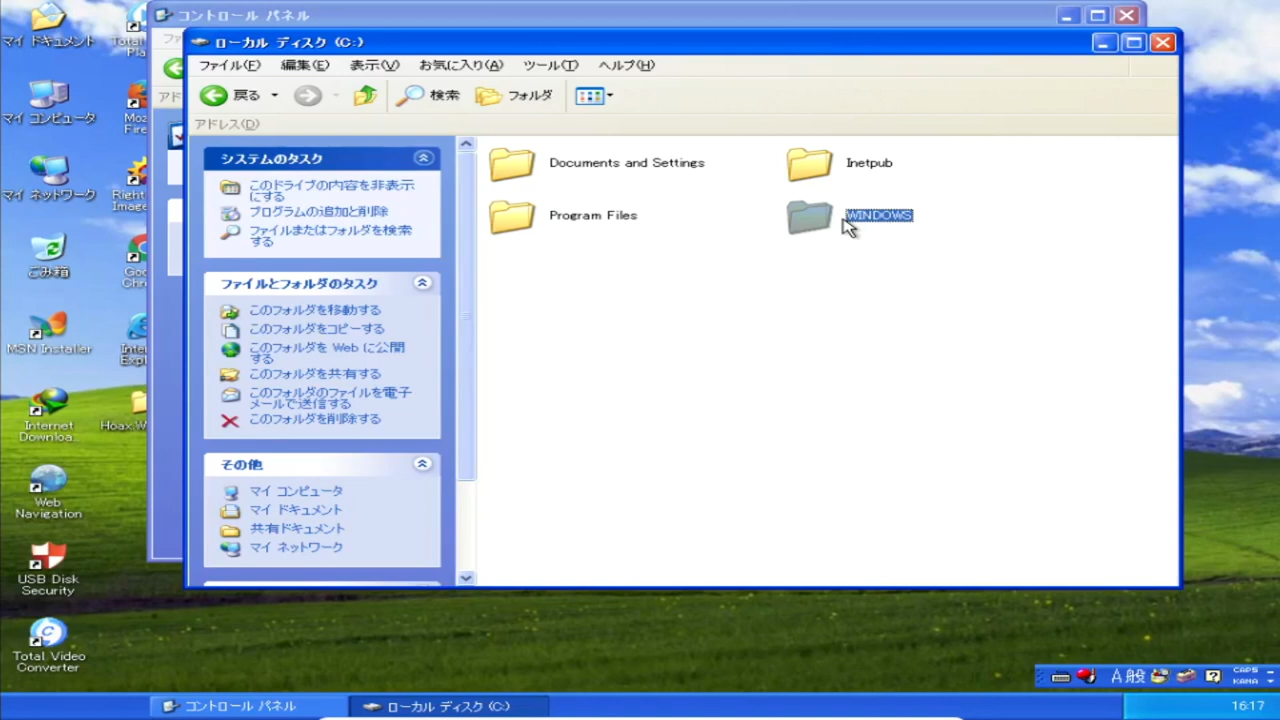 コントロール パネル
ローカル ディスク (C:)
ファイル(F) 編集(E) 表示(V) お気に入り(A) ツール(T) ヘルプ(H)
戻る 検索 フォルダ
アドレス(D)
システムのタスク
このドライブの内容を非表示
にする
プログラムの追加と削除
ファイルまたはフォルダを検索
する
ファイルとフォルダのタスク
このフォルダを移動する
このフォルダをコピーする
このフォルダを Web に公開
する
このフォルダを共有する
このフォルダのファイルを電子
メールで送信する
このフォルダを削除する
その他
マイ コンピュータ
マイ ドキュメント
共有ドキュメント
マイ ネットワーク
Documents and Settings
Inetpub
Program Files
WINDOWS
マイ ドキュメント
Total
Pla
マイ コンピュータ
Moz
Fire
マイ ネットワーク
Right
Image
ごみ箱
Goo
Chr
MSN Installer
Inte
Expl
Internet
Downloa...
Hoax.W
Web
Navigation
USB Disk
Security
Total Video
Converter
A 般
CAPS
KANA
コントロール パネル
ローカル ディスク (C:)
16:17